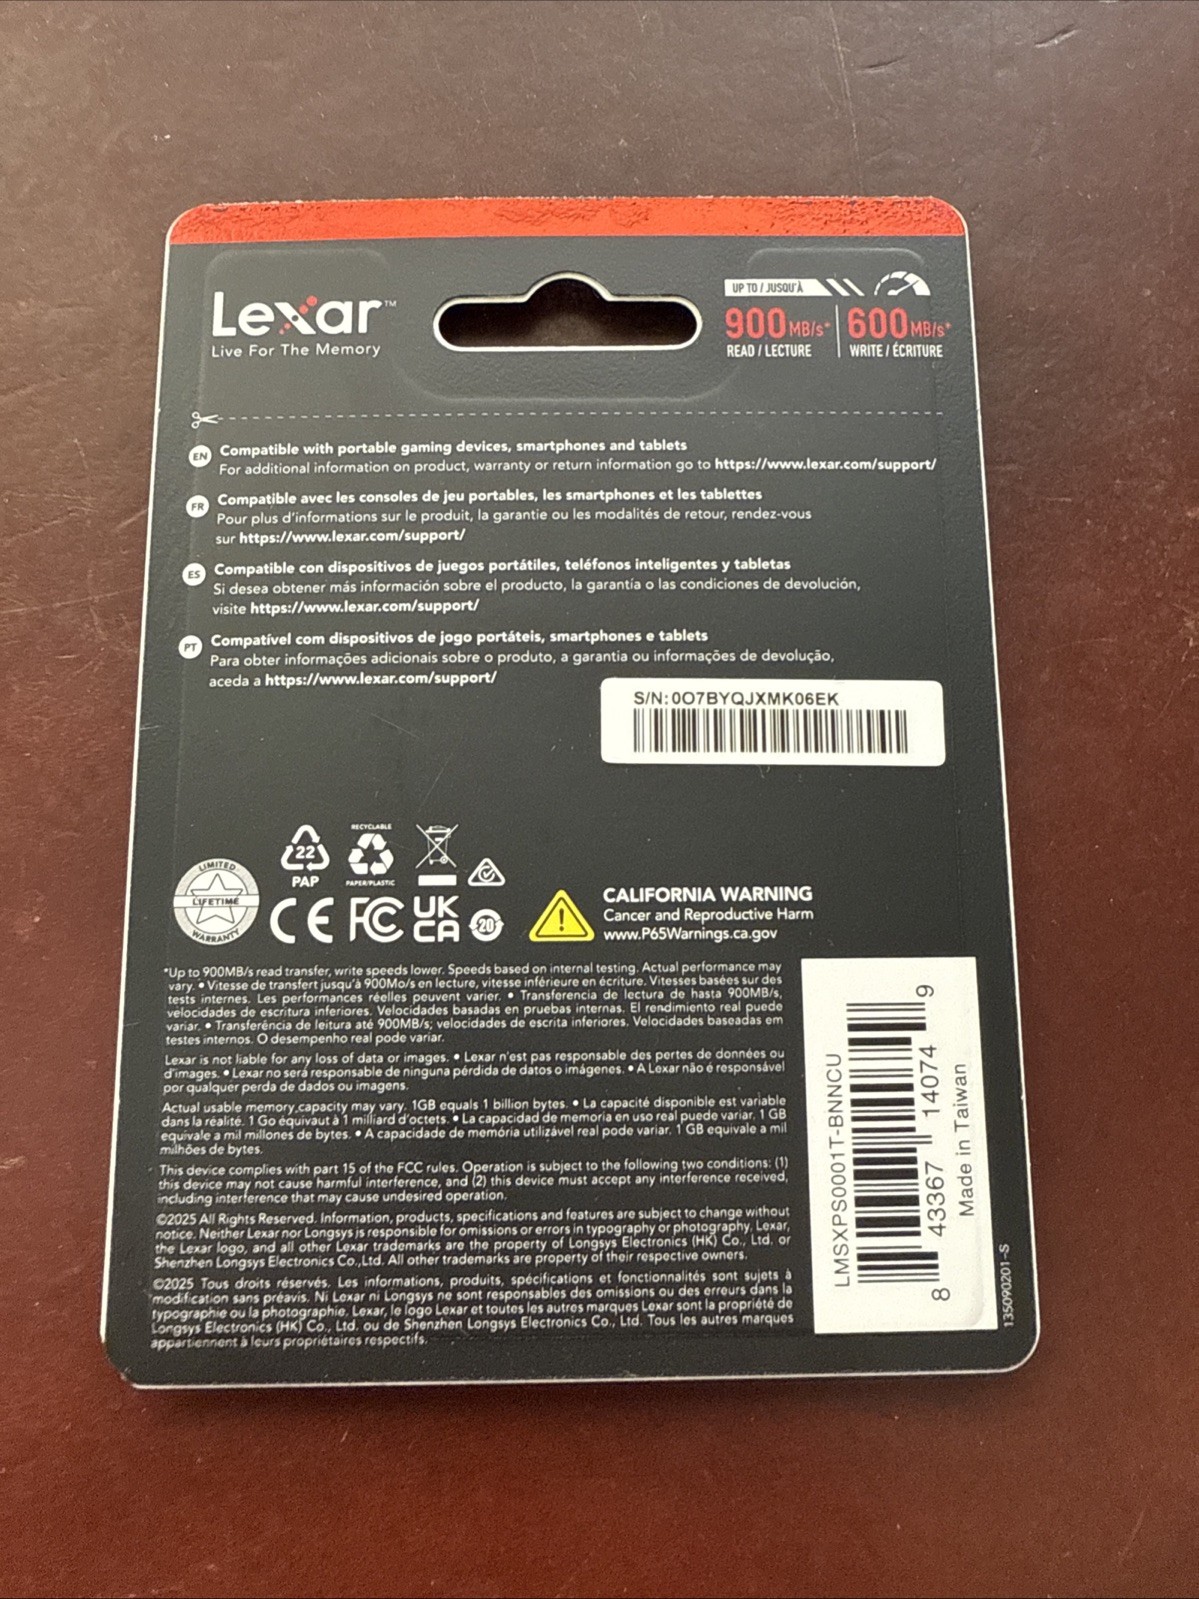 Lexar™
Live For The Memory
UP TO / JUSQU'À
900MB/s* 600MB/s*
READ / LECTURE WRITE / ÉCRITURE
EN Compatible with portable gaming devices, smartphones and tablets
For additional information on product, warranty or return information go to https://www.lexar.com/support/
FR Compatible avec les consoles de jeu portables, les smartphones et les tablettes
Pour plus d'informations sur le produit, la garantie ou les modalités de retour, rendez-vous
sur https://www.lexar.com/support/
ES Compatible con dispositivos de juegos portátiles, teléfonos inteligentes y tabletas
Si desea obtener más información sobre el producto, la garantía o las condiciones de devolución,
visite https://www.lexar.com/support/
PT Compatível com dispositivos de jogo portáteis, smartphones e tablets
Para obter informações adicionais sobre o produto, a garantia ou informações de devolução,
aceda a https://www.lexar.com/support/
S/N: 0O7BYQJXMK06EK
LIMITED
LIFETIME
WARRANTY
22
PAP
RECYCLABLE
PAPER/PLASTIC
CE FC UK
CA 20
CALIFORNIA WARNING
Cancer and Reproductive Harm
www.P65Warnings.ca.gov
*Up to 900MB/s read transfer, write speeds lower. Speeds based on internal testing. Actual performance may
vary. • Vitesse de transfert jusqu'à 900Mo/s en lecture, vitesse inférieure en écriture. Vitesses basées sur des
tests internes. Les performances réelles peuvent varier. • Transferencia de lectura de hasta 900MB/s,
velocidades de escritura inferiores. Velocidades basadas en pruebas internas. El rendimiento real puede
variar. • Transferência de leitura até 900MB/s; velocidades de escrita inferiores. Velocidades baseadas em
testes internos. O desempenho real pode variar.
Lexar is not liable for any loss of data or images. • Lexar n'est pas responsable des pertes de données ou
d'images. • Lexar no será responsable de ninguna pérdida de datos o imágenes. • A Lexar não é responsável
por qualquer perda de dados ou imagens.
Actual usable memory capacity may vary. 1GB equals 1 billion bytes. • La capacité disponible est variable
dans la réalité. 1 Go équivaut à 1 milliard d'octets. • La capacidad de memoria en uso real puede variar. 1 GB
equivale a mil millones de bytes. • A capacidade de memória utilizável real pode variar. 1 GB equivale a mil
milhões de bytes.
This device complies with part 15 of the FCC rules. Operation is subject to the following two conditions: (1)
this device may not cause harmful interference, and (2) this device must accept any interference received,
including interference that may cause undesired operation.
©2025 All Rights Reserved. Information, products, specifications and features are subject to change without
notice. Neither Lexar nor Longsys is responsible for omissions or errors in typography or photography. Lexar,
the Lexar logo, and all other Lexar trademarks are the property of Longsys Electronics (HK) Co., Ltd. or
Shenzhen Longsys Electronics Co.,Ltd. All other trademarks are property of their respective owners.
©2025 Tous droits réservés. Les informations, produits, spécifications et fonctionnalités sont sujets à
modification sans préavis. Ni Lexar ni Longsys ne sont responsables des omissions ou des erreurs dans la
typographie ou la photographie. Lexar, le logo Lexar et toutes les autres marques Lexar sont la propriété de
Longsys Electronics (HK) Co., Ltd. ou de Shenzhen Longsys Electronics Co., Ltd. Tous les autres marques
appartiennent à leurs propriétaires respectifs.
LMSXPS0001T-BNNCU
8 43367 14074 9
Made in Taiwan
135090201-S